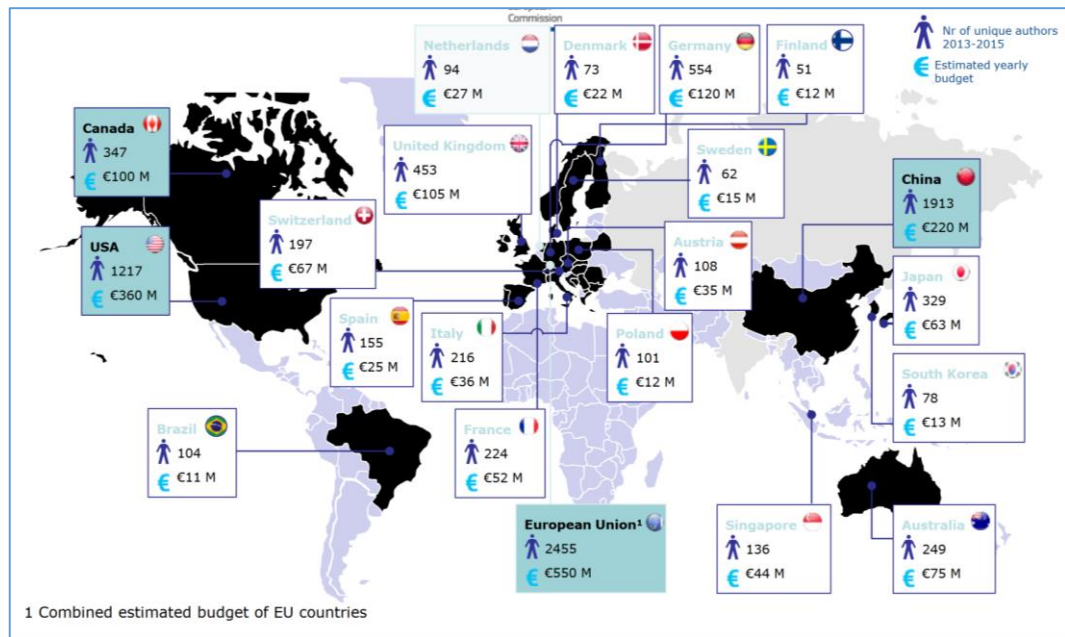 European
Commission
Nr of unique authors
2013-2015
Estimated yearly
budget
Netherlands
94
€ €27 M
Denmark
73
€ €22 M
Germany
554
€ €120 M
Finland
51
€ €12 M
Canada
347
€ €100 M
United Kingdom
453
€ €105 M
Sweden
62
€ €15 M
China
1913
€ €220 M
Switzerland
197
€ €67 M
USA
1217
€ €360 M
Austria
108
€ €35 M
Japan
329
€ €63 M
Spain
155
€ €25 M
Italy
216
€ €36 M
Poland
101
€ €12 M
South Korea
78
€ €13 M
Brazil
104
€ €11 M
France
224
€ €52 M
European Union¹
2455
€ €550 M
Singapore
136
€ €44 M
Australia
249
€ €75 M
1 Combined estimated budget of EU countries